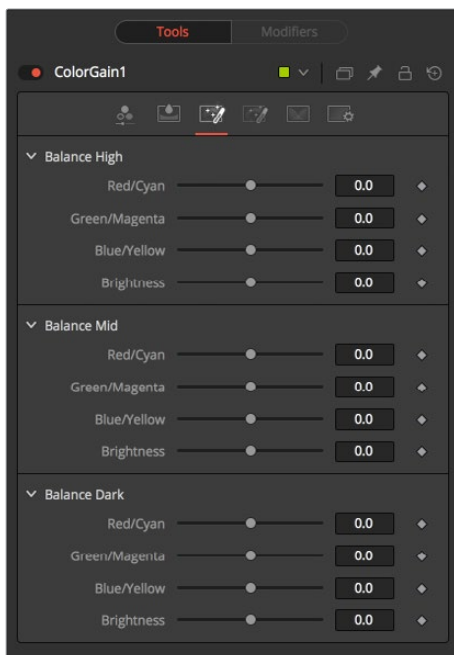 Tools Modifiers
ColorGain1
Balance High
Red/Cyan 0.0
Green/Magenta 0.0
Blue/Yellow 0.0
Brightness 0.0
Balance Mid
Red/Cyan 0.0
Green/Magenta 0.0
Blue/Yellow 0.0
Brightness 0.0
Balance Dark
Red/Cyan 0.0
Green/Magenta 0.0
Blue/Yellow 0.0
Brightness 0.0